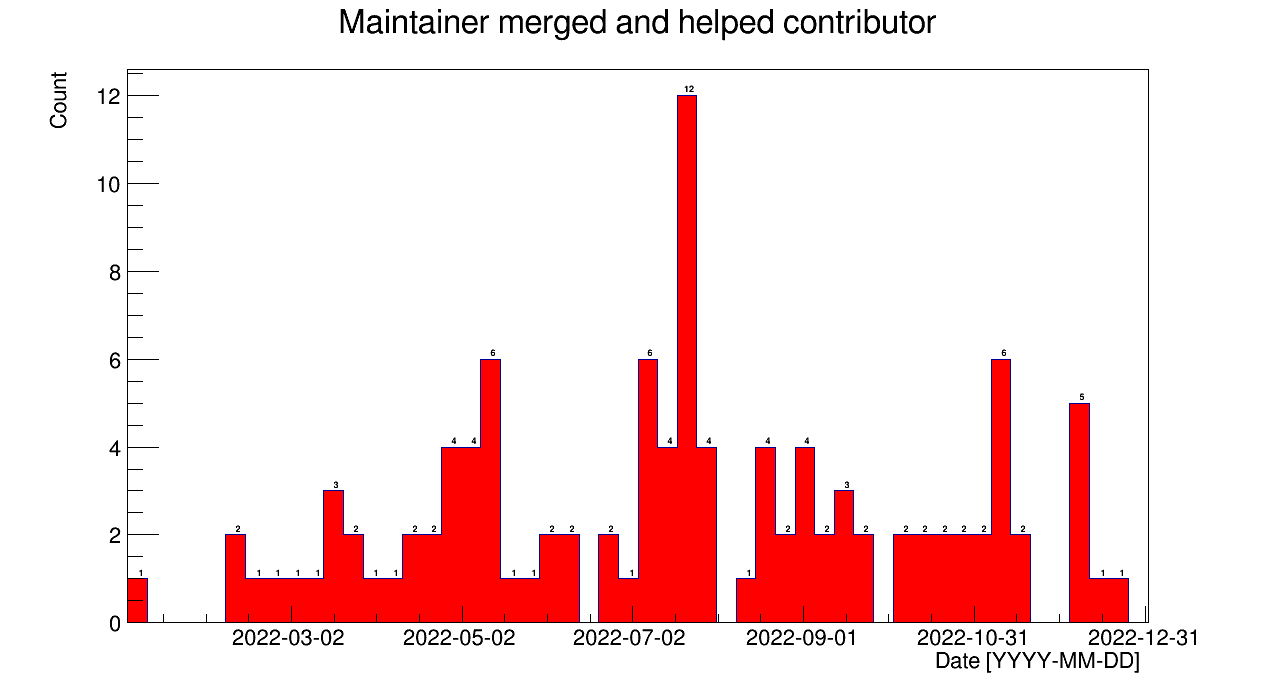 Maintainer merged and helped contributor
Count
12
10
8
6
4
2
0
1 2 1 1 1 1 3 2 1 1 2 2 4 4 6 1 1 2 2 2 1 6 4 12 4 1 4 2 4 2 3 2 2 2 2 2 2 6 2 5 1 1
2022-03-02 2022-05-02 2022-07-02 2022-09-01 2022-10-31 2022-12-31
Date [YYYY-MM-DD]